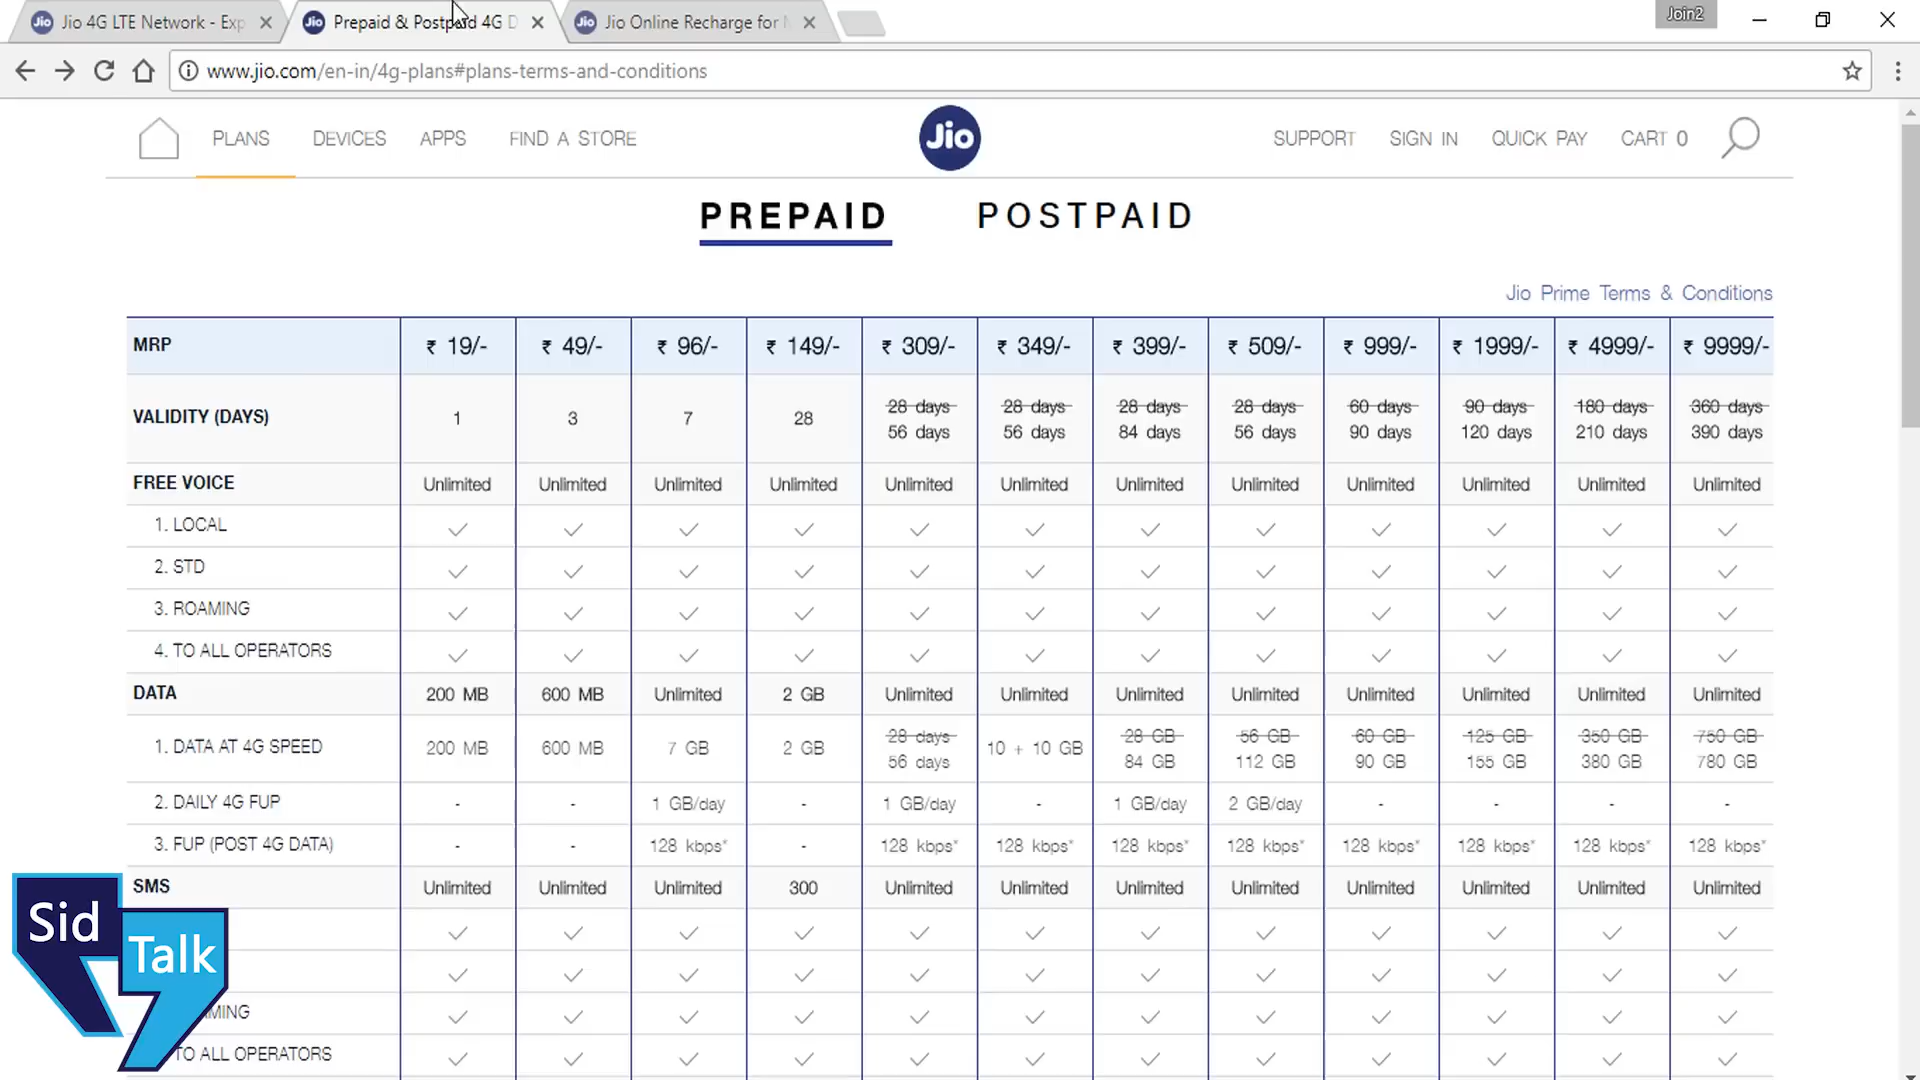 Jio 4G LTE Network - Exp
Prepaid & Postpaid 4G D
Jio Online Recharge for M
Join2
www.jio.com/en-in/4g-plans#plans-terms-and-conditions
PLANS DEVICES APPS FIND A STORE Jio SUPPORT SIGN IN QUICK PAY CART 0
PREPAID POSTPAID
Jio Prime Terms & Conditions
MRP ₹ 19/- ₹ 49/- ₹ 96/- ₹ 149/- ₹ 309/- ₹ 349/- ₹ 399/- ₹ 509/- ₹ 999/- ₹ 1999/- ₹ 4999/- ₹ 9999/-
28 days 28 days 28 days 28 days 60 days 90 days 180 days 360 days
VALIDITY (DAYS) 1 3 7 28 56 days 56 days 84 days 56 days 90 days 120 days 210 days 390 days
FREE VOICE Unlimited Unlimited Unlimited Unlimited Unlimited Unlimited Unlimited Unlimited Unlimited Unlimited Unlimited Unlimited
1. LOCAL
2. STD
3. ROAMING
4. TO ALL OPERATORS
DATA 200 MB 600 MB Unlimited 2 GB Unlimited Unlimited Unlimited Unlimited Unlimited Unlimited Unlimited Unlimited
28 days 28 GB 56 GB 60 GB 125 GB 350 GB 750 GB
1. DATA AT 4G SPEED 200 MB 600 MB 7 GB 2 GB 56 days 10 + 10 GB 84 GB 112 GB 90 GB 155 GB 380 GB 780 GB
2. DAILY 4G FUP - - 1 GB/day - 1 GB/day - 1 GB/day 2 GB/day - - - -
3. FUP (POST 4G DATA) - - 128 kbps* - 128 kbps* 128 kbps* 128 kbps* 128 kbps* 128 kbps* 128 kbps* 128 kbps* 128 kbps*
SMS Unlimited Unlimited Unlimited 300 Unlimited Unlimited Unlimited Unlimited Unlimited Unlimited Unlimited Unlimited
MING
TO ALL OPERATORS
Sid
Talk